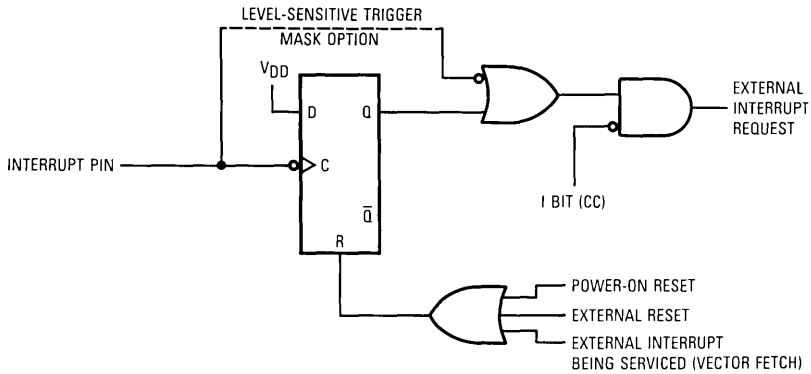 LEVEL-SENSITIVE TRIGGER
MASK OPTION
VDD
D
Q
EXTERNAL
INTERRUPT
REQUEST
INTERRUPT PIN
C
I BIT (CC)
Q̅
R
POWER-ON RESET
EXTERNAL RESET
EXTERNAL INTERRUPT
BEING SERVICED (VECTOR FETCH)